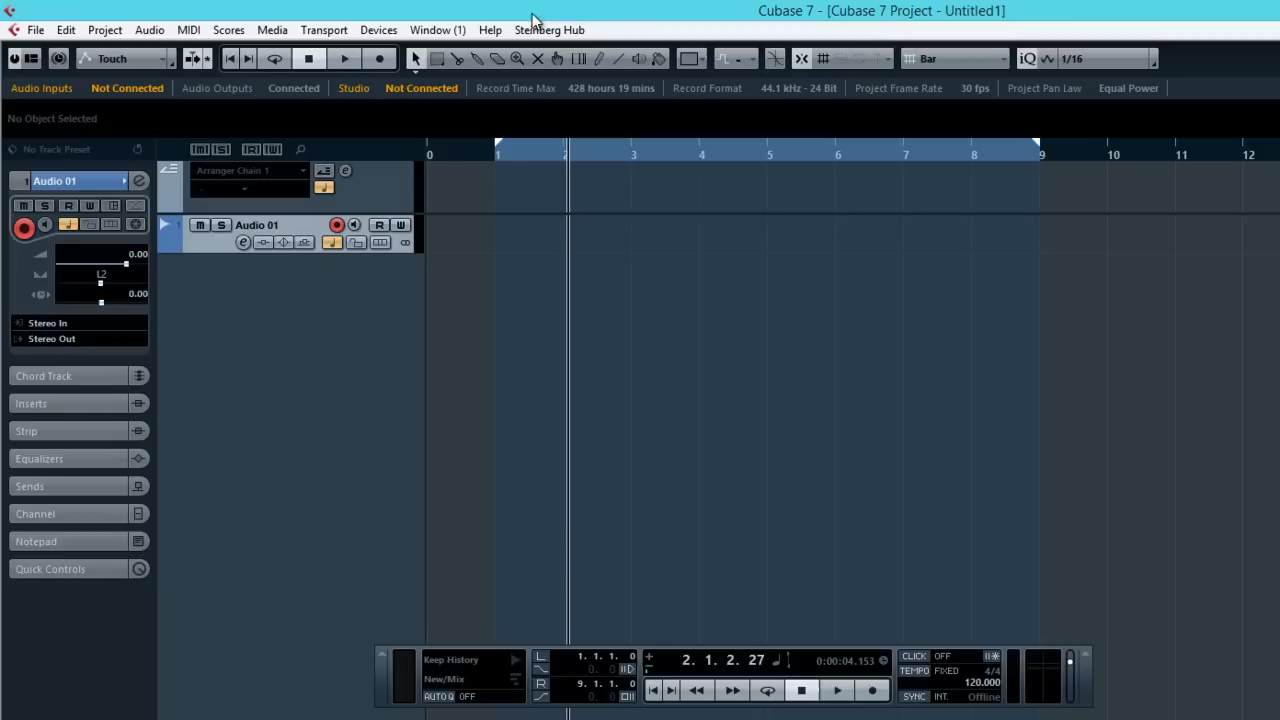 Cubase 7 - [Cubase 7 Project - Untitled1]
File Edit Project Audio MIDI Scores Media Transport Devices Window (1) Help Steinberg Hub
Touch Bar iQ 1/16
Audio Inputs Not Connected Audio Outputs Connected Studio Not Connected Record Time Max 428 hours 19 mins Record Format 44.1 kHz - 24 Bit Project Frame Rate 30 fps Project Pan Law Equal Power
No Object Selected
No Track Preset
0 1 2 3 4 5 6 7 8 9 10 11 12
Arranger Chain 1
1 Audio 01
M S R W
1 M S Audio 01 R W
e
0.00
L2
0.00
Stereo In
Stereo Out
Chord Track
Inserts
Strip
Equalizers
Sends
Channel
Notepad
Quick Controls
Keep History
New/Mix
AUTO Q OFF
L 1. 1. 1. 0
0. 0
R 9. 1. 1. 0
0. 0
2. 1. 2. 27 0:00:04.153
CLICK OFF
TEMPO FIXED 4/4
120.000
SYNC INT. Offline